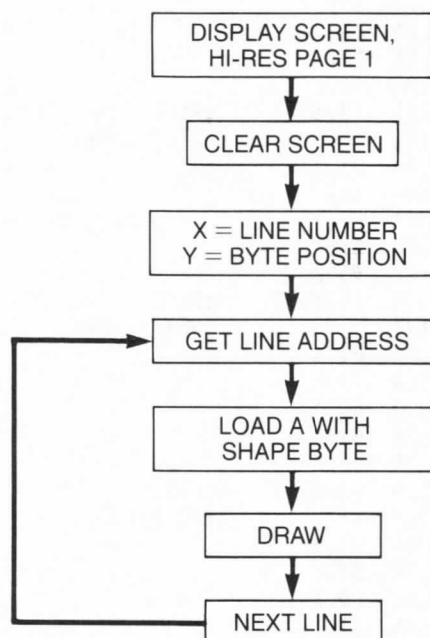 DISPLAY SCREEN,
HI-RES PAGE 1
CLEAR SCREEN
X = LINE NUMBER
Y = BYTE POSITION
GET LINE ADDRESS
LOAD A WITH
SHAPE BYTE
DRAW
NEXT LINE